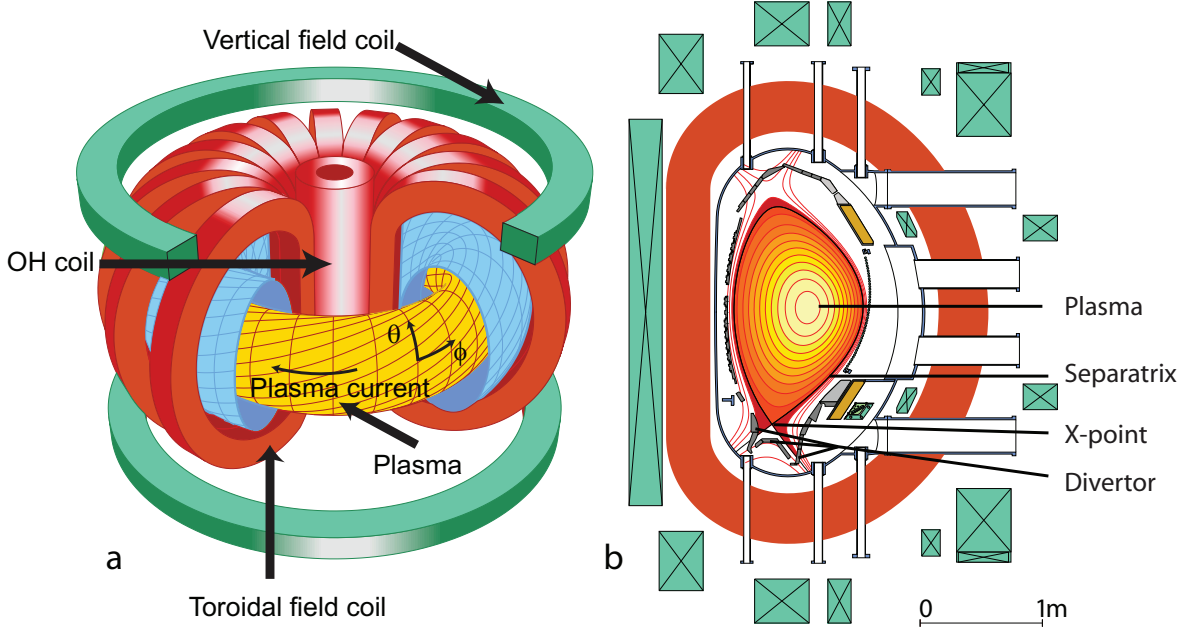 Vertical field coil
OH coil
θ
ϕ
Plasma current
Plasma
Toroidal field coil
a
Plasma
Separatrix
X-point
Divertor
b
0 1m